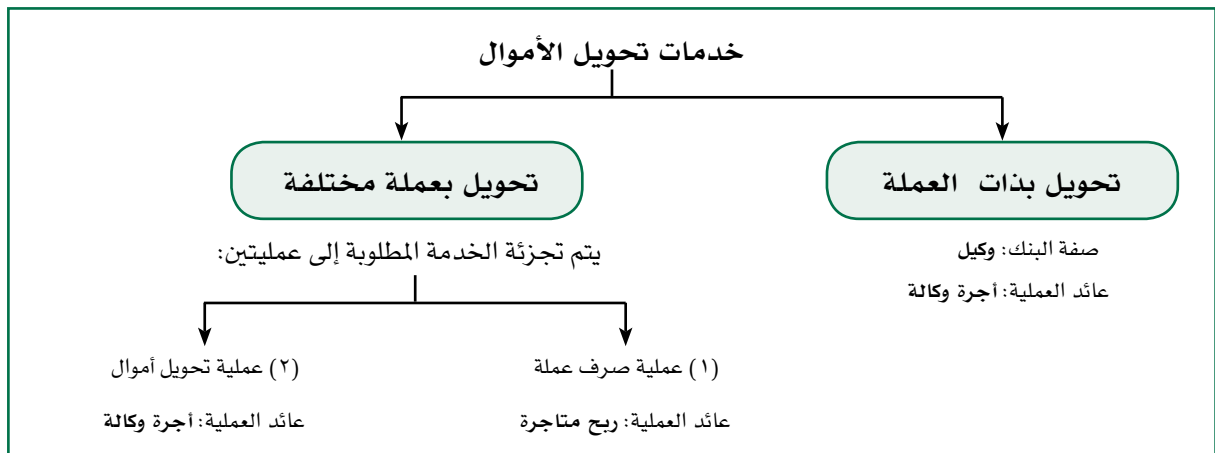 خدمات تحويل الأموال
تحويل بذات العملة
صفة البنك: وكيل
عائد العملية: أجرة وكالة
تحويل بعملة مختلفة
يتم تجزئة الخدمة المطلوبة إلى عمليتين:
(١) عملية صرف عملة
عائد العملية: ربح متاجرة
(٢) عملية تحويل أموال
عائد العملية: أجرة وكالة